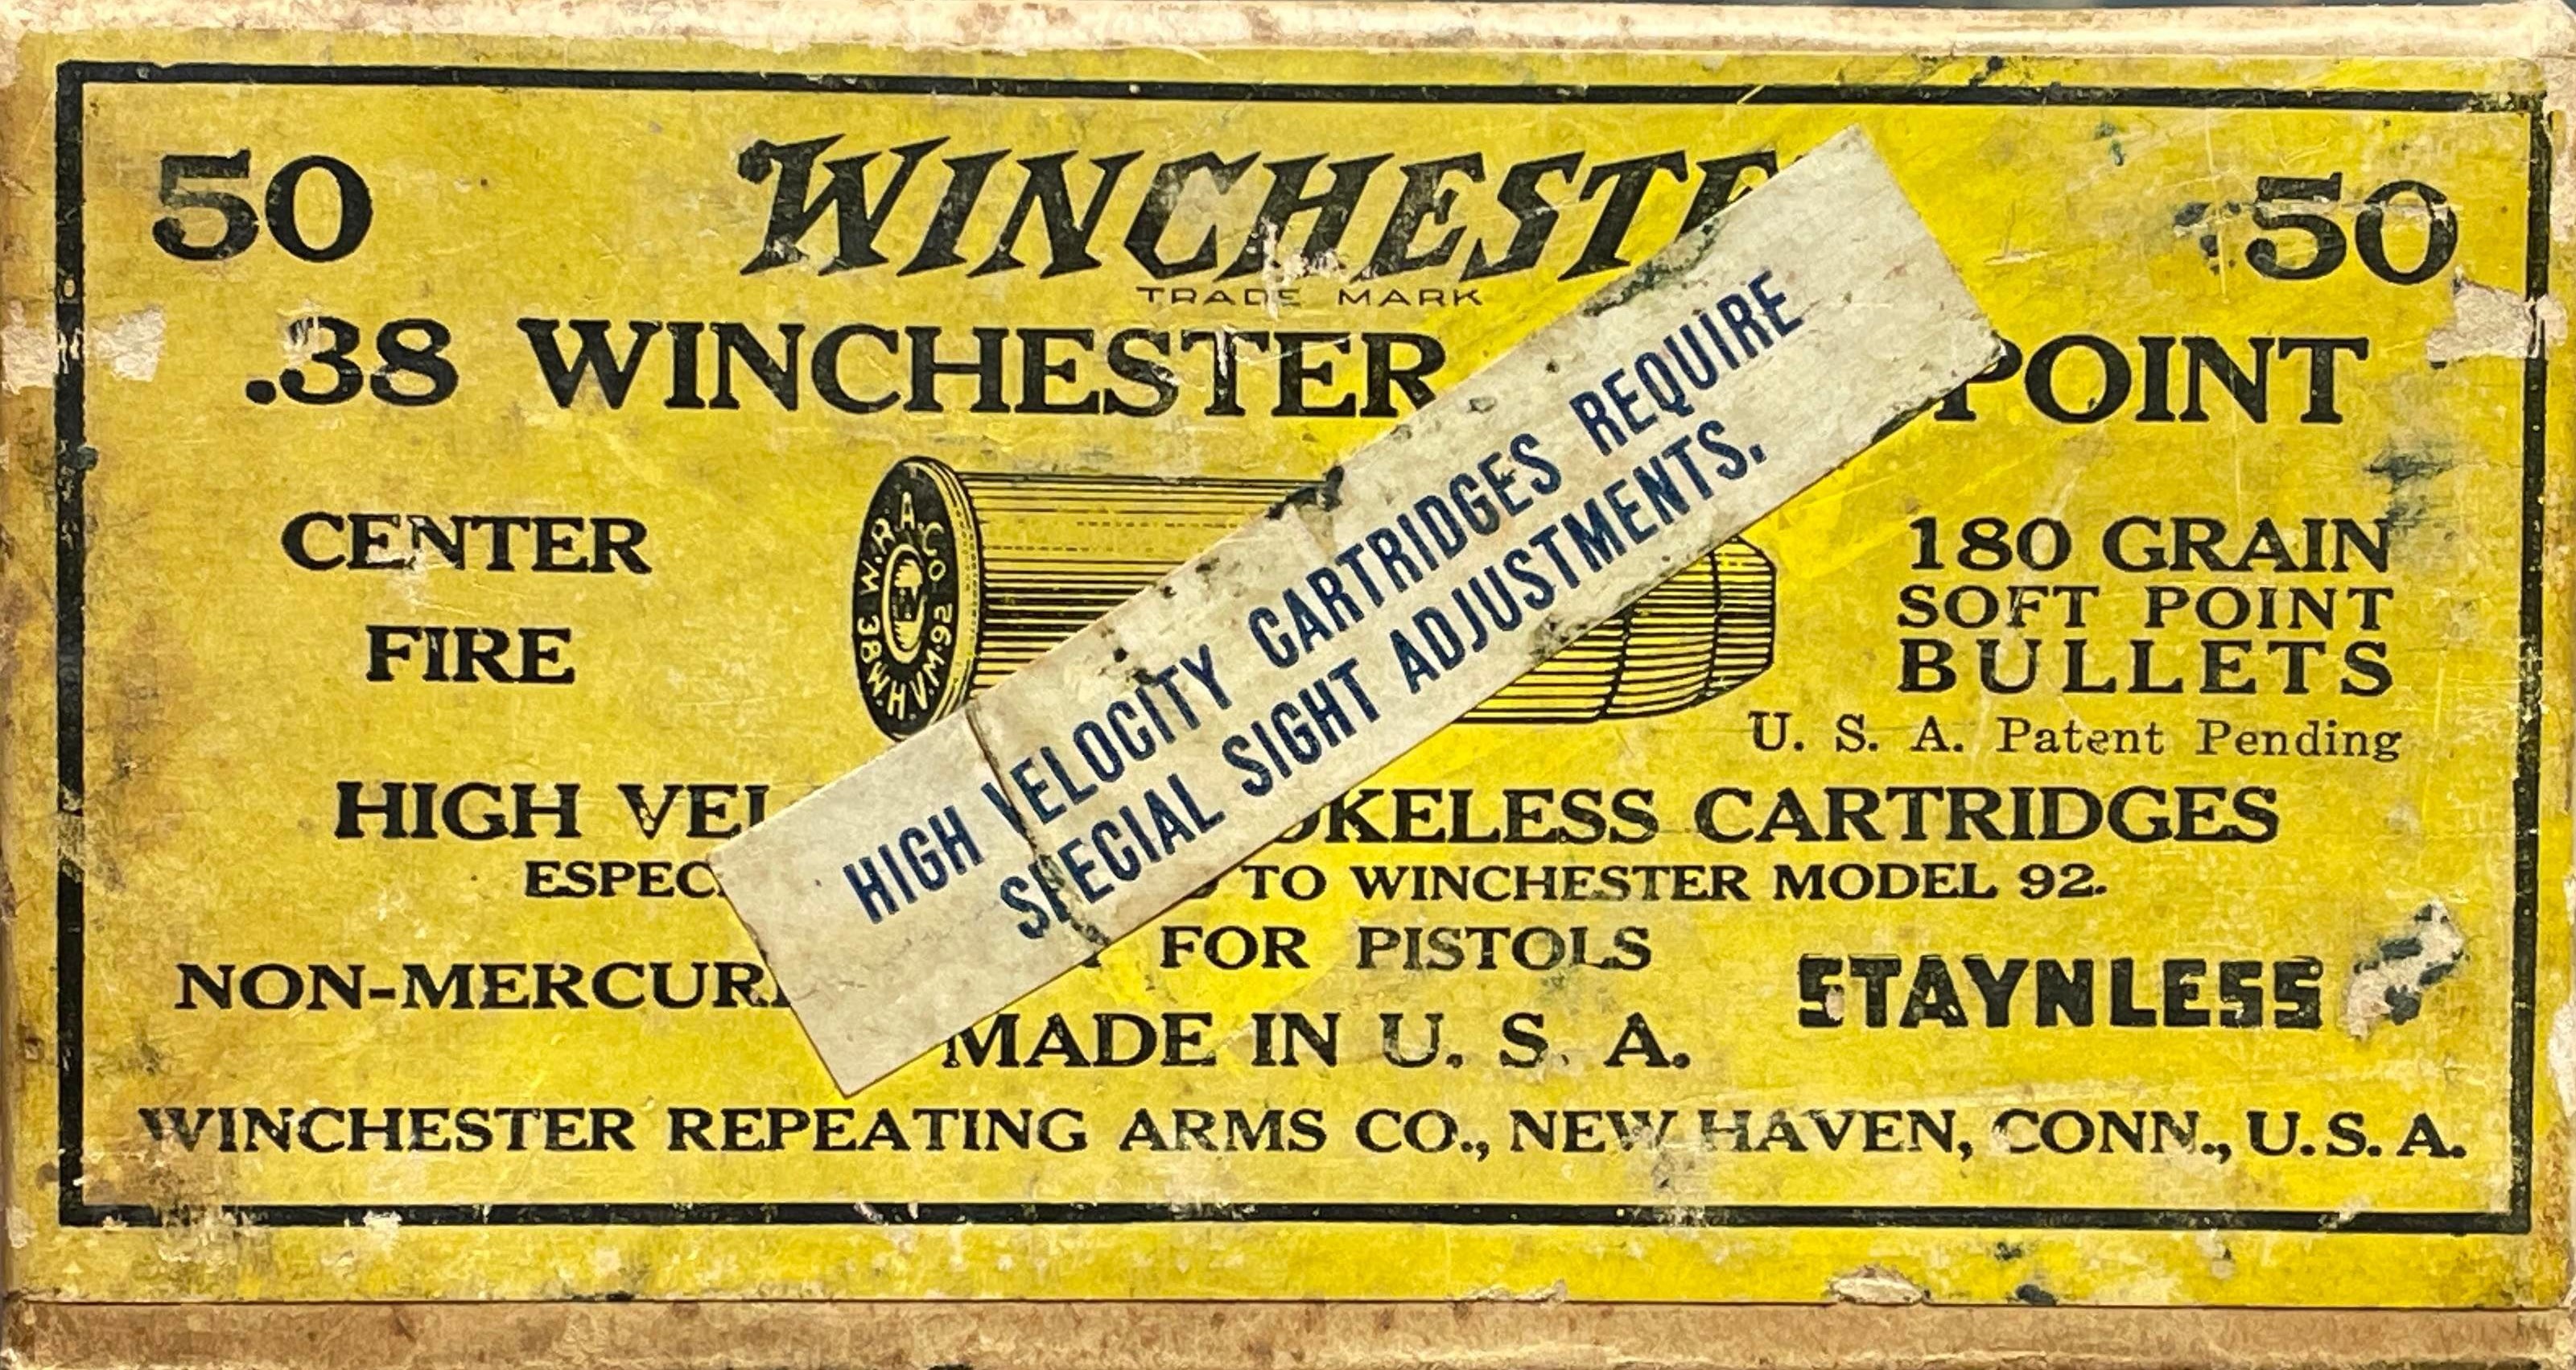 50 WINCHESTE 50
TRADE MARK
.38 WINCHESTER POINT
CENTER
FIRE
W.R.A.CO
38 W.H.V.M.92
180 GRAIN
SOFT POINT
BULLETS
U. S. A. Patent Pending
HIGH VELOCITY CARTRIDGES REQUIRE
SPECIAL SIGHT ADJUSTMENTS.
HIGH VEL OKELESS CARTRIDGES
ESPEC TO WINCHESTER MODEL 92.
FOR PISTOLS
NON-MERCURI STAYNLESS
MADE IN U. S. A.
WINCHESTER REPEATING ARMS CO., NEW HAVEN, CONN., U.S.A.